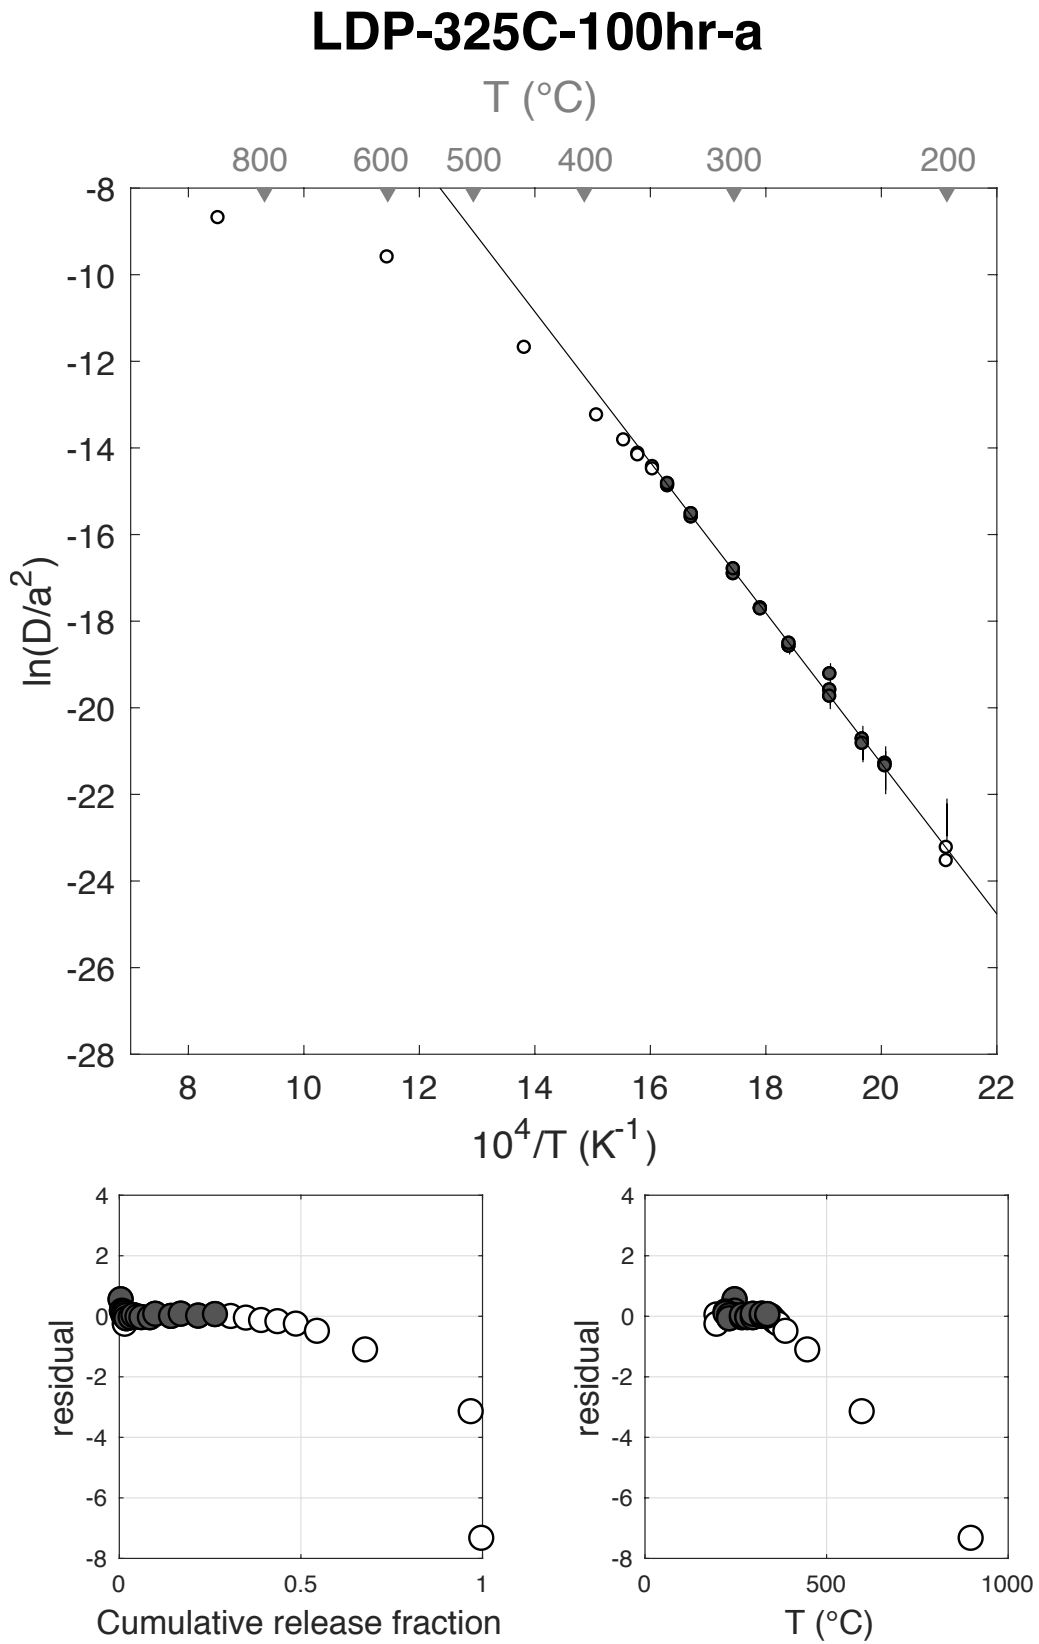 LDP-325C-100hr-a
T (°C)
800 600 500 400 300 200
-8
-10
-12
-14
-16
-18
-20
-22
-24
-26
-28
ln(D/a²)
8 10 12 14 16 18 20 22
10⁴/T (K⁻¹)
4
2
0
-2
-4
-6
-8
residual
0 0.5 1
Cumulative release fraction
4
2
0
-2
-4
-6
-8
residual
0 500 1000
T (°C)